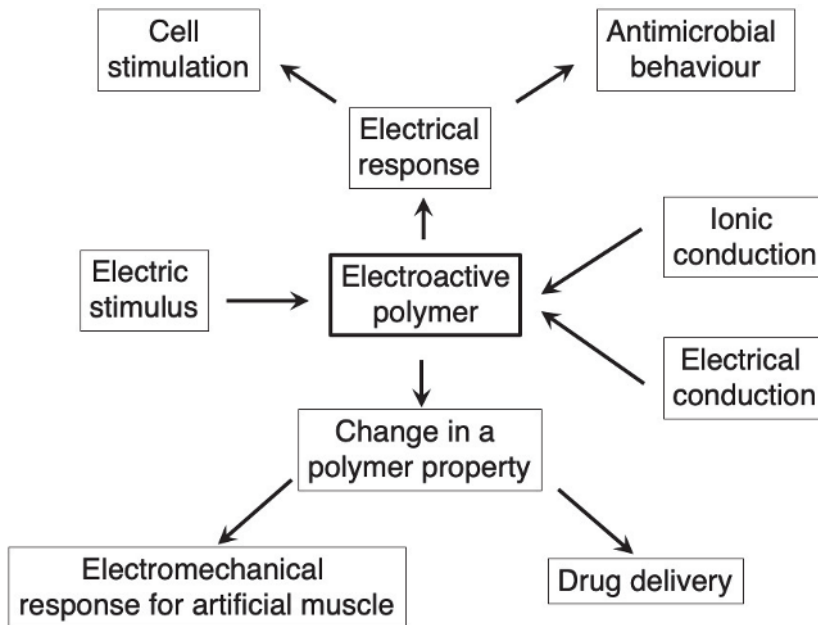 Cell
stimulation
Antimicrobial
behaviour
Electrical
response
Ionic
conduction
Electric
stimulus
Electroactive
polymer
Electrical
conduction
Change in a
polymer property
Electromechanical
response for artificial muscle
Drug delivery